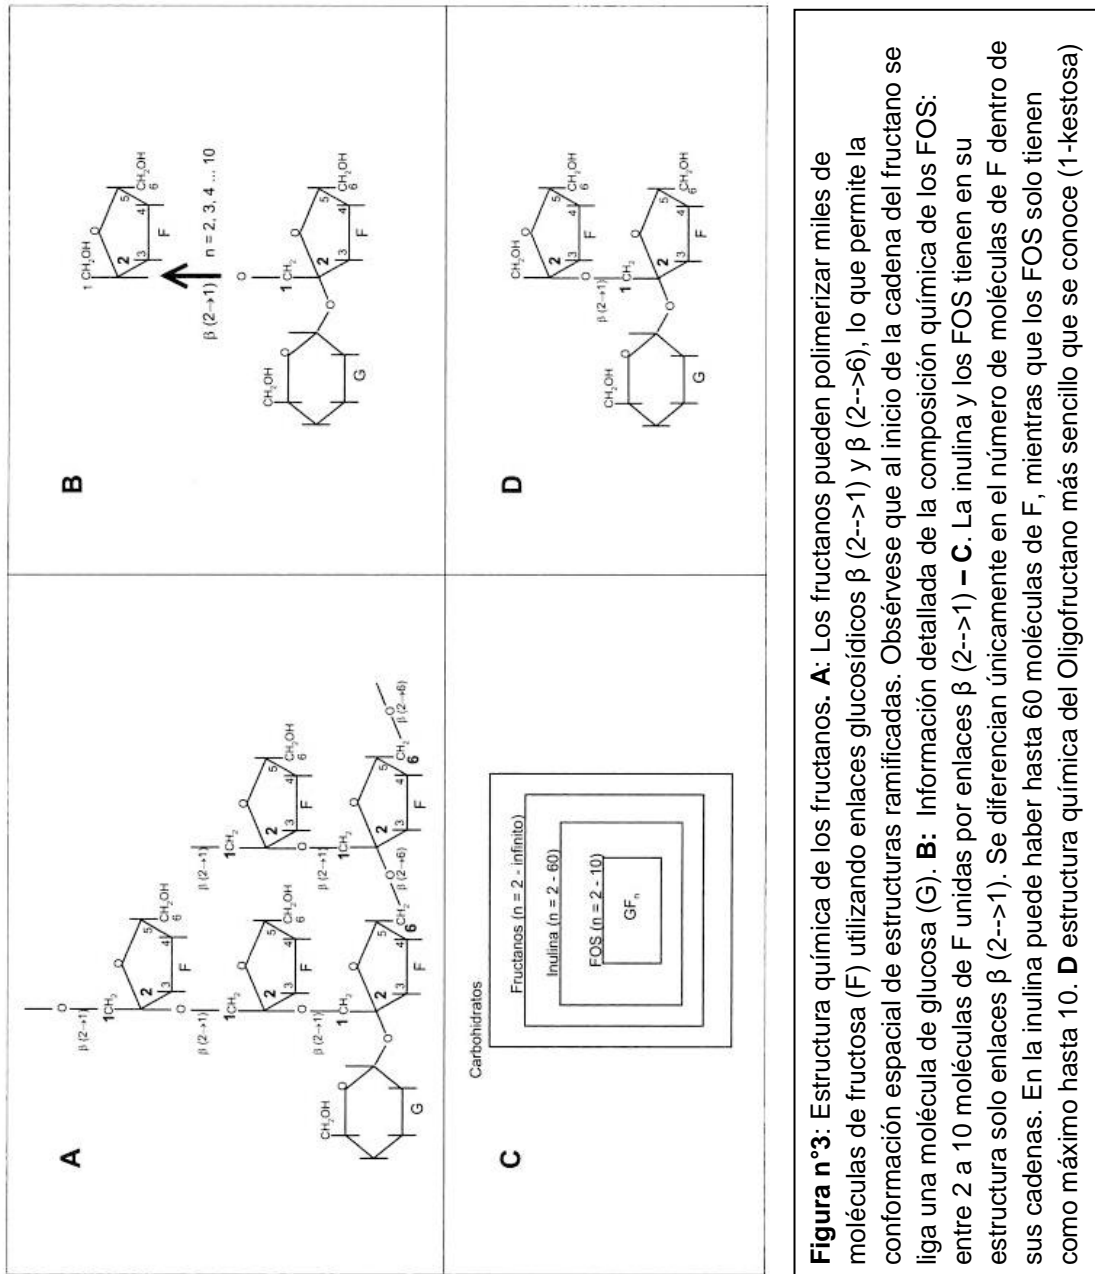 A
β (2→1)
O
1CH₂
O
2
5
CH₂OH
6
4
F
3
O
β (2→1)
1CH₂
O
2
5
CH₂OH
6
4
F
3
O
β (2→1)
β (2→1)
1CH₂
O
2
5
CH₂OH
6
4
F
3
O
β (2→1)
1CH₂
O
2
5
4
F
3
CH₂OH
O
G
O
CH₂
6
O
β (2→6)
1CH₂
O
2
5
4
F
3
CH₂
6
O
β (2→6)
B
1 CH₂OH
O
2
5
CH₂OH
6
4
F
3
β (2→1) n = 2, 3, 4 ... 10
O
1 CH₂
O
2
5
CH₂OH
6
4
F
3
CH₂OH
O
G
O
C
Carbohidratos
Fructanos (n = 2 - infinito)
Inulina (n = 2 - 60)
FOS (n = 2 - 10)
GFₙ
D
CH₂OH
O
2
5
CH₂OH
6
4
F
3
O
β (2→1)
1 CH₂
O
2
5
CH₂OH
6
4
F
3
CH₂OH
O
G
O
Figura n°3: Estructura química de los fructanos. A: Los fructanos pueden polimerizar miles de
moléculas de fructosa (F) utilizando enlaces glucosídicos β (2-->1) y β (2-->6), lo que permite la
conformación espacial de estructuras ramificadas. Obsérvese que al inicio de la cadena del fructano se
liga una molécula de glucosa (G). B: Información detallada de la composición química de los FOS:
entre 2 a 10 moléculas de F unidas por enlaces β (2-->1) – C. La inulina y los FOS tienen en su
estructura solo enlaces β (2-->1). Se diferencian únicamente en el número de moléculas de F dentro de
sus cadenas. En la inulina puede haber hasta 60 moléculas de F, mientras que los FOS solo tienen
como máximo hasta 10. D estructura química del Oligofructano más sencillo que se conoce (1-kestosa)